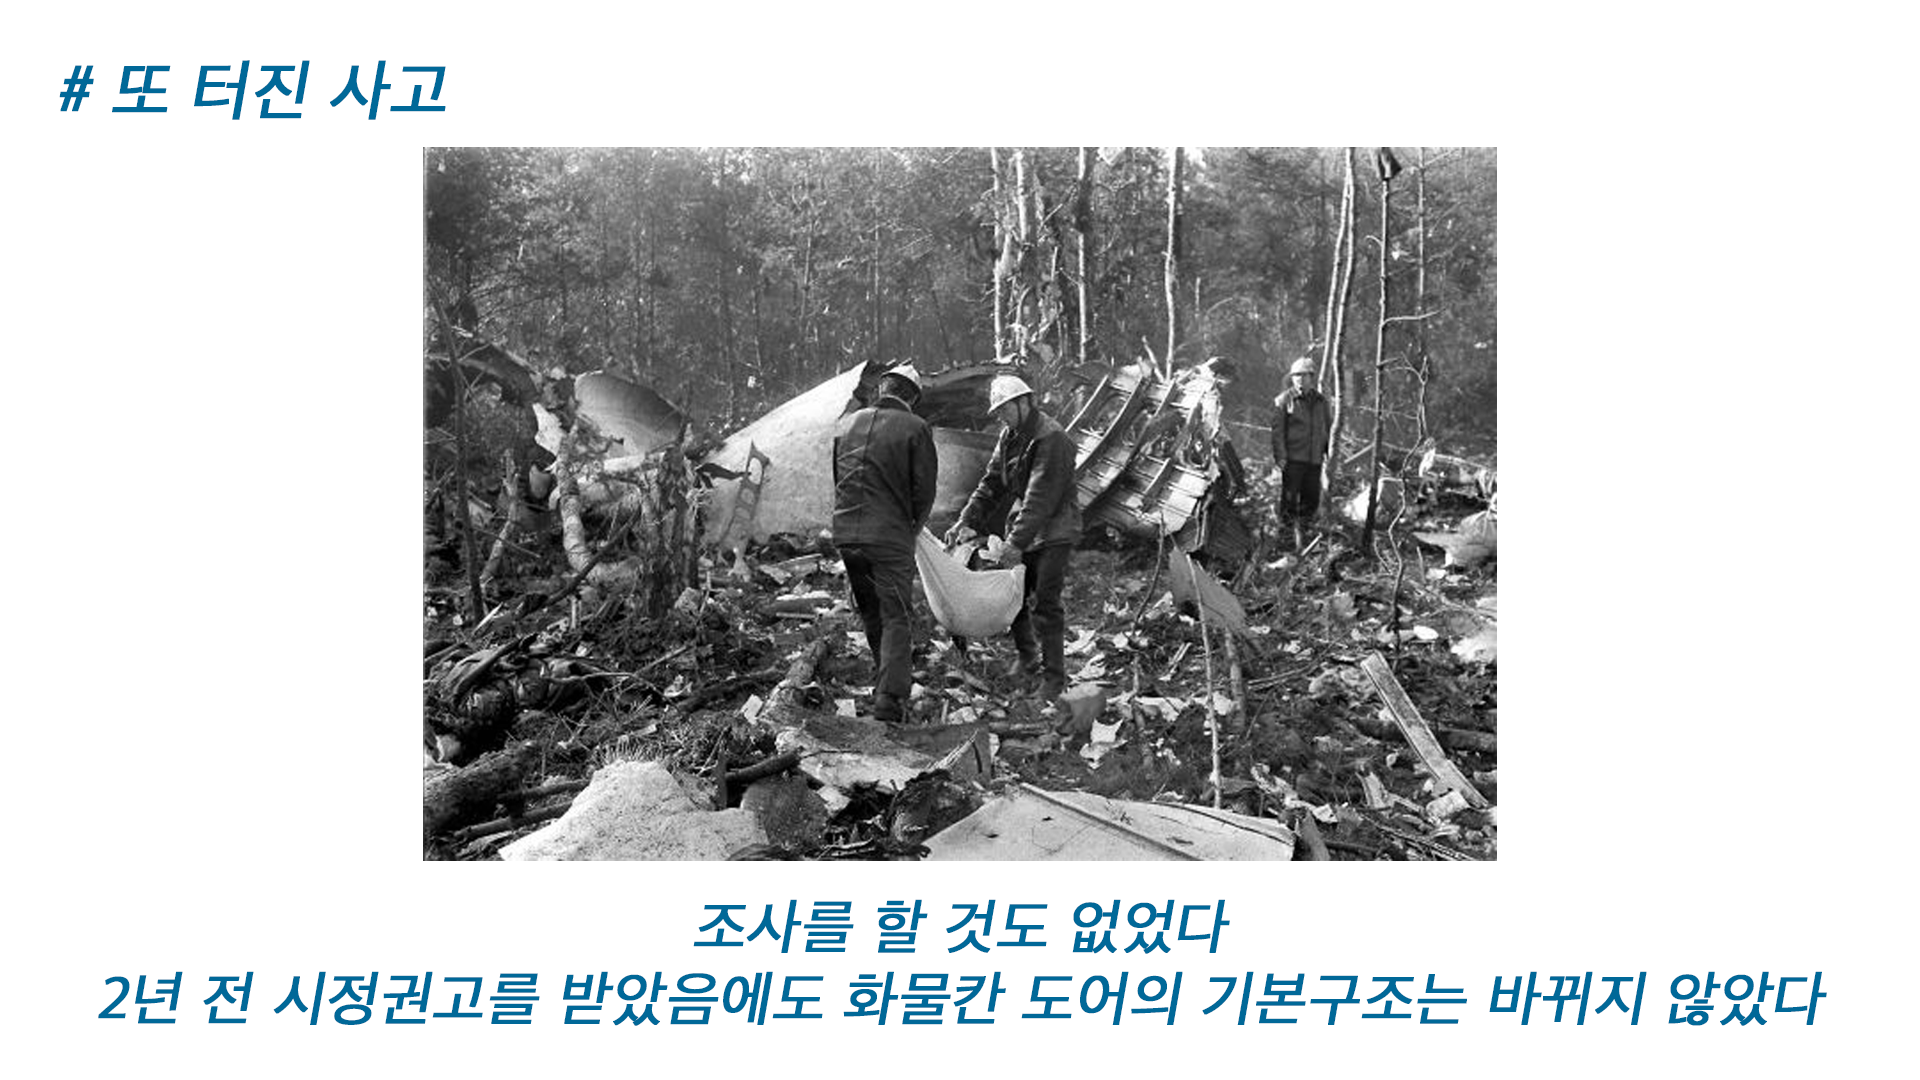 # 또 터진 사고
조사를 할 것도 없었다
2년 전 시정권고를 받았음에도 화물칸 도어의 기본구조는 바뀌지 않았다